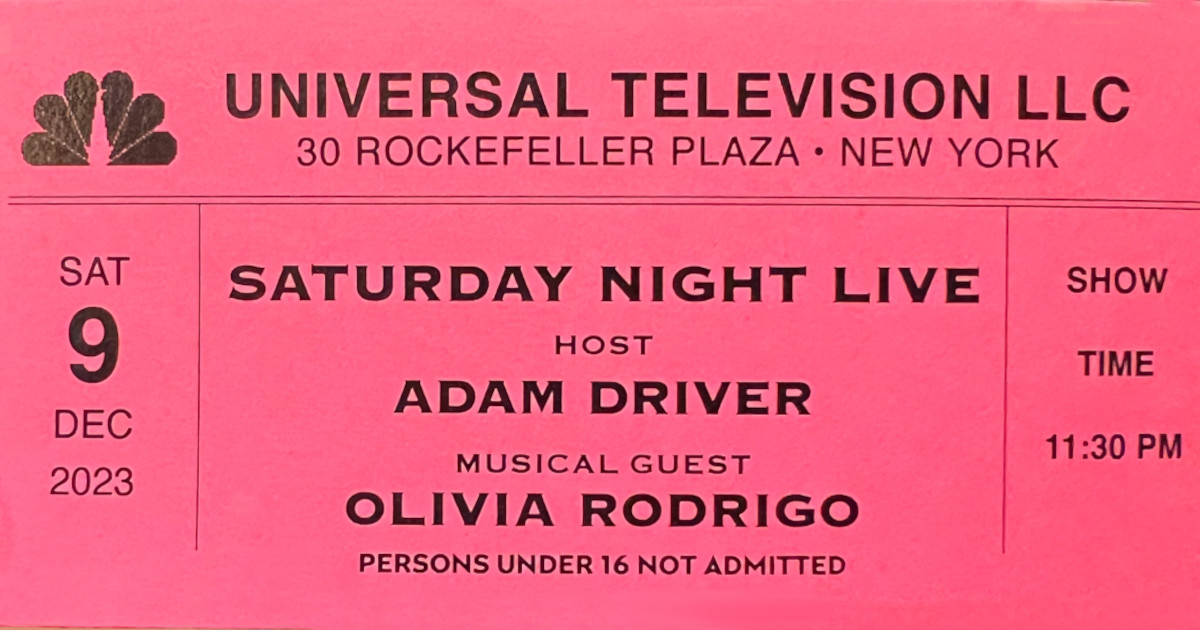 UNIVERSAL TELEVISION LLC
30 ROCKEFELLER PLAZA • NEW YORK
SAT
9
DEC
2023
SATURDAY NIGHT LIVE
HOST
ADAM DRIVER
MUSICAL GUEST
OLIVIA RODRIGO
PERSONS UNDER 16 NOT ADMITTED
SHOW
TIME
11:30 PM